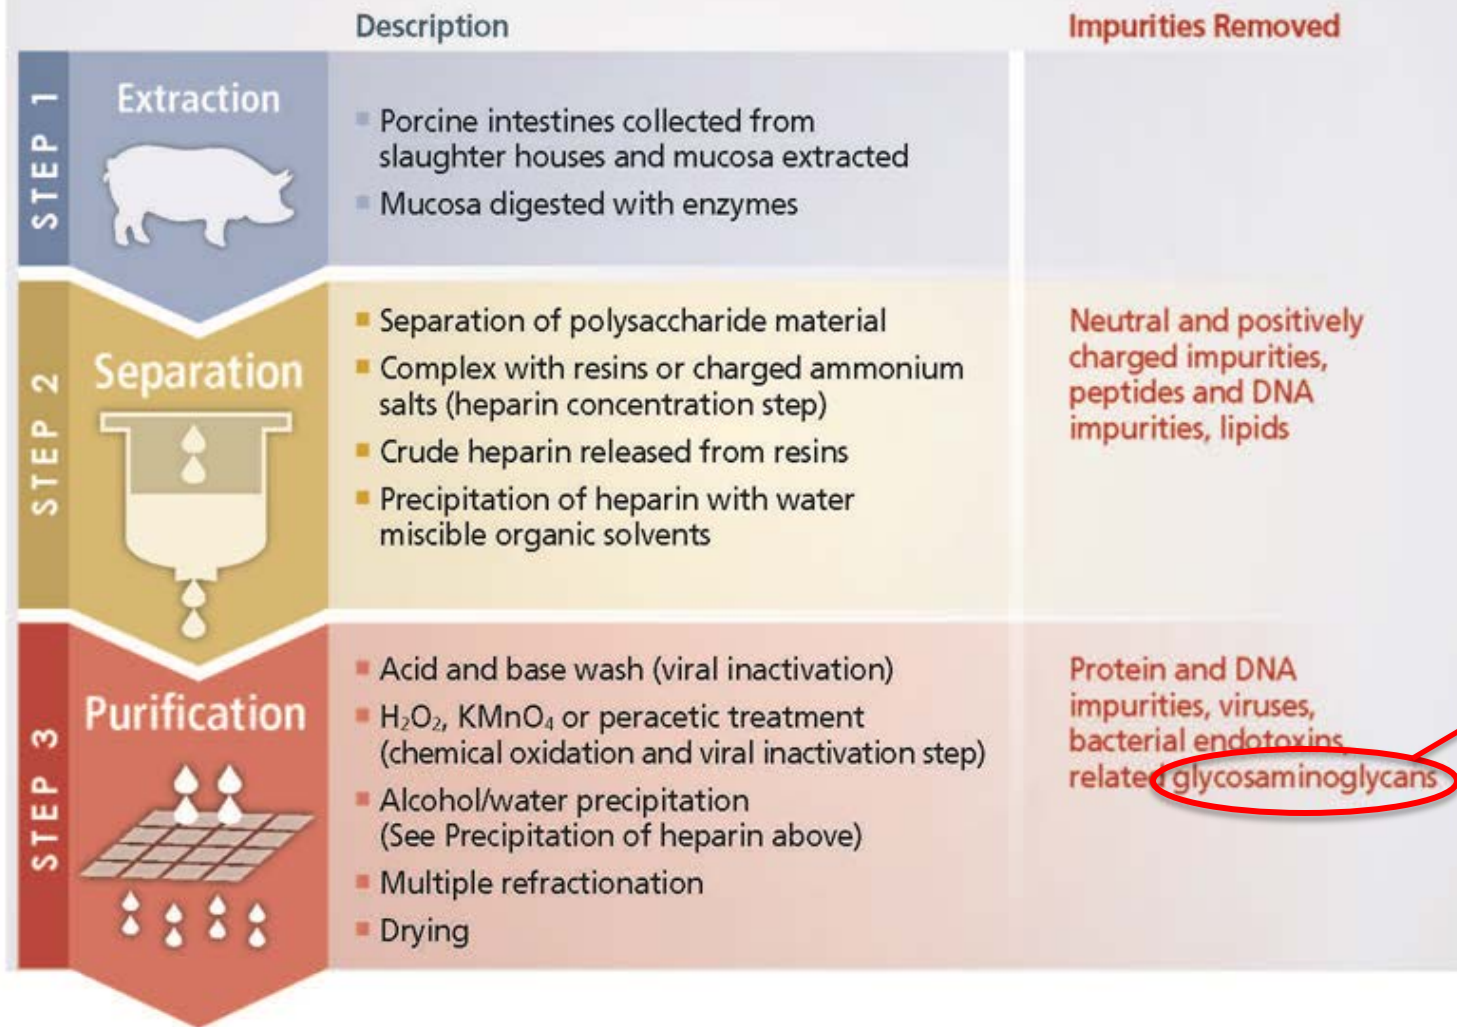 Description
Impurities Removed
STEP 1
Extraction
Porcine intestines collected from
slaughter houses and mucosa extracted
Mucosa digested with enzymes
STEP 2
Separation
Separation of polysaccharide material
Complex with resins or charged ammonium
salts (heparin concentration step)
Crude heparin released from resins
Precipitation of heparin with water
miscible organic solvents
Neutral and positively
charged impurities,
peptides and DNA
impurities, lipids
STEP 3
Purification
Acid and base wash (viral inactivation)
H₂O₂, KMnO₄ or peracetic treatment
(chemical oxidation and viral inactivation step)
Alcohol/water precipitation
(See Precipitation of heparin above)
Multiple refractionation
Drying
Protein and DNA
impurities, viruses,
bacterial endotoxins,
related glycosaminoglycans